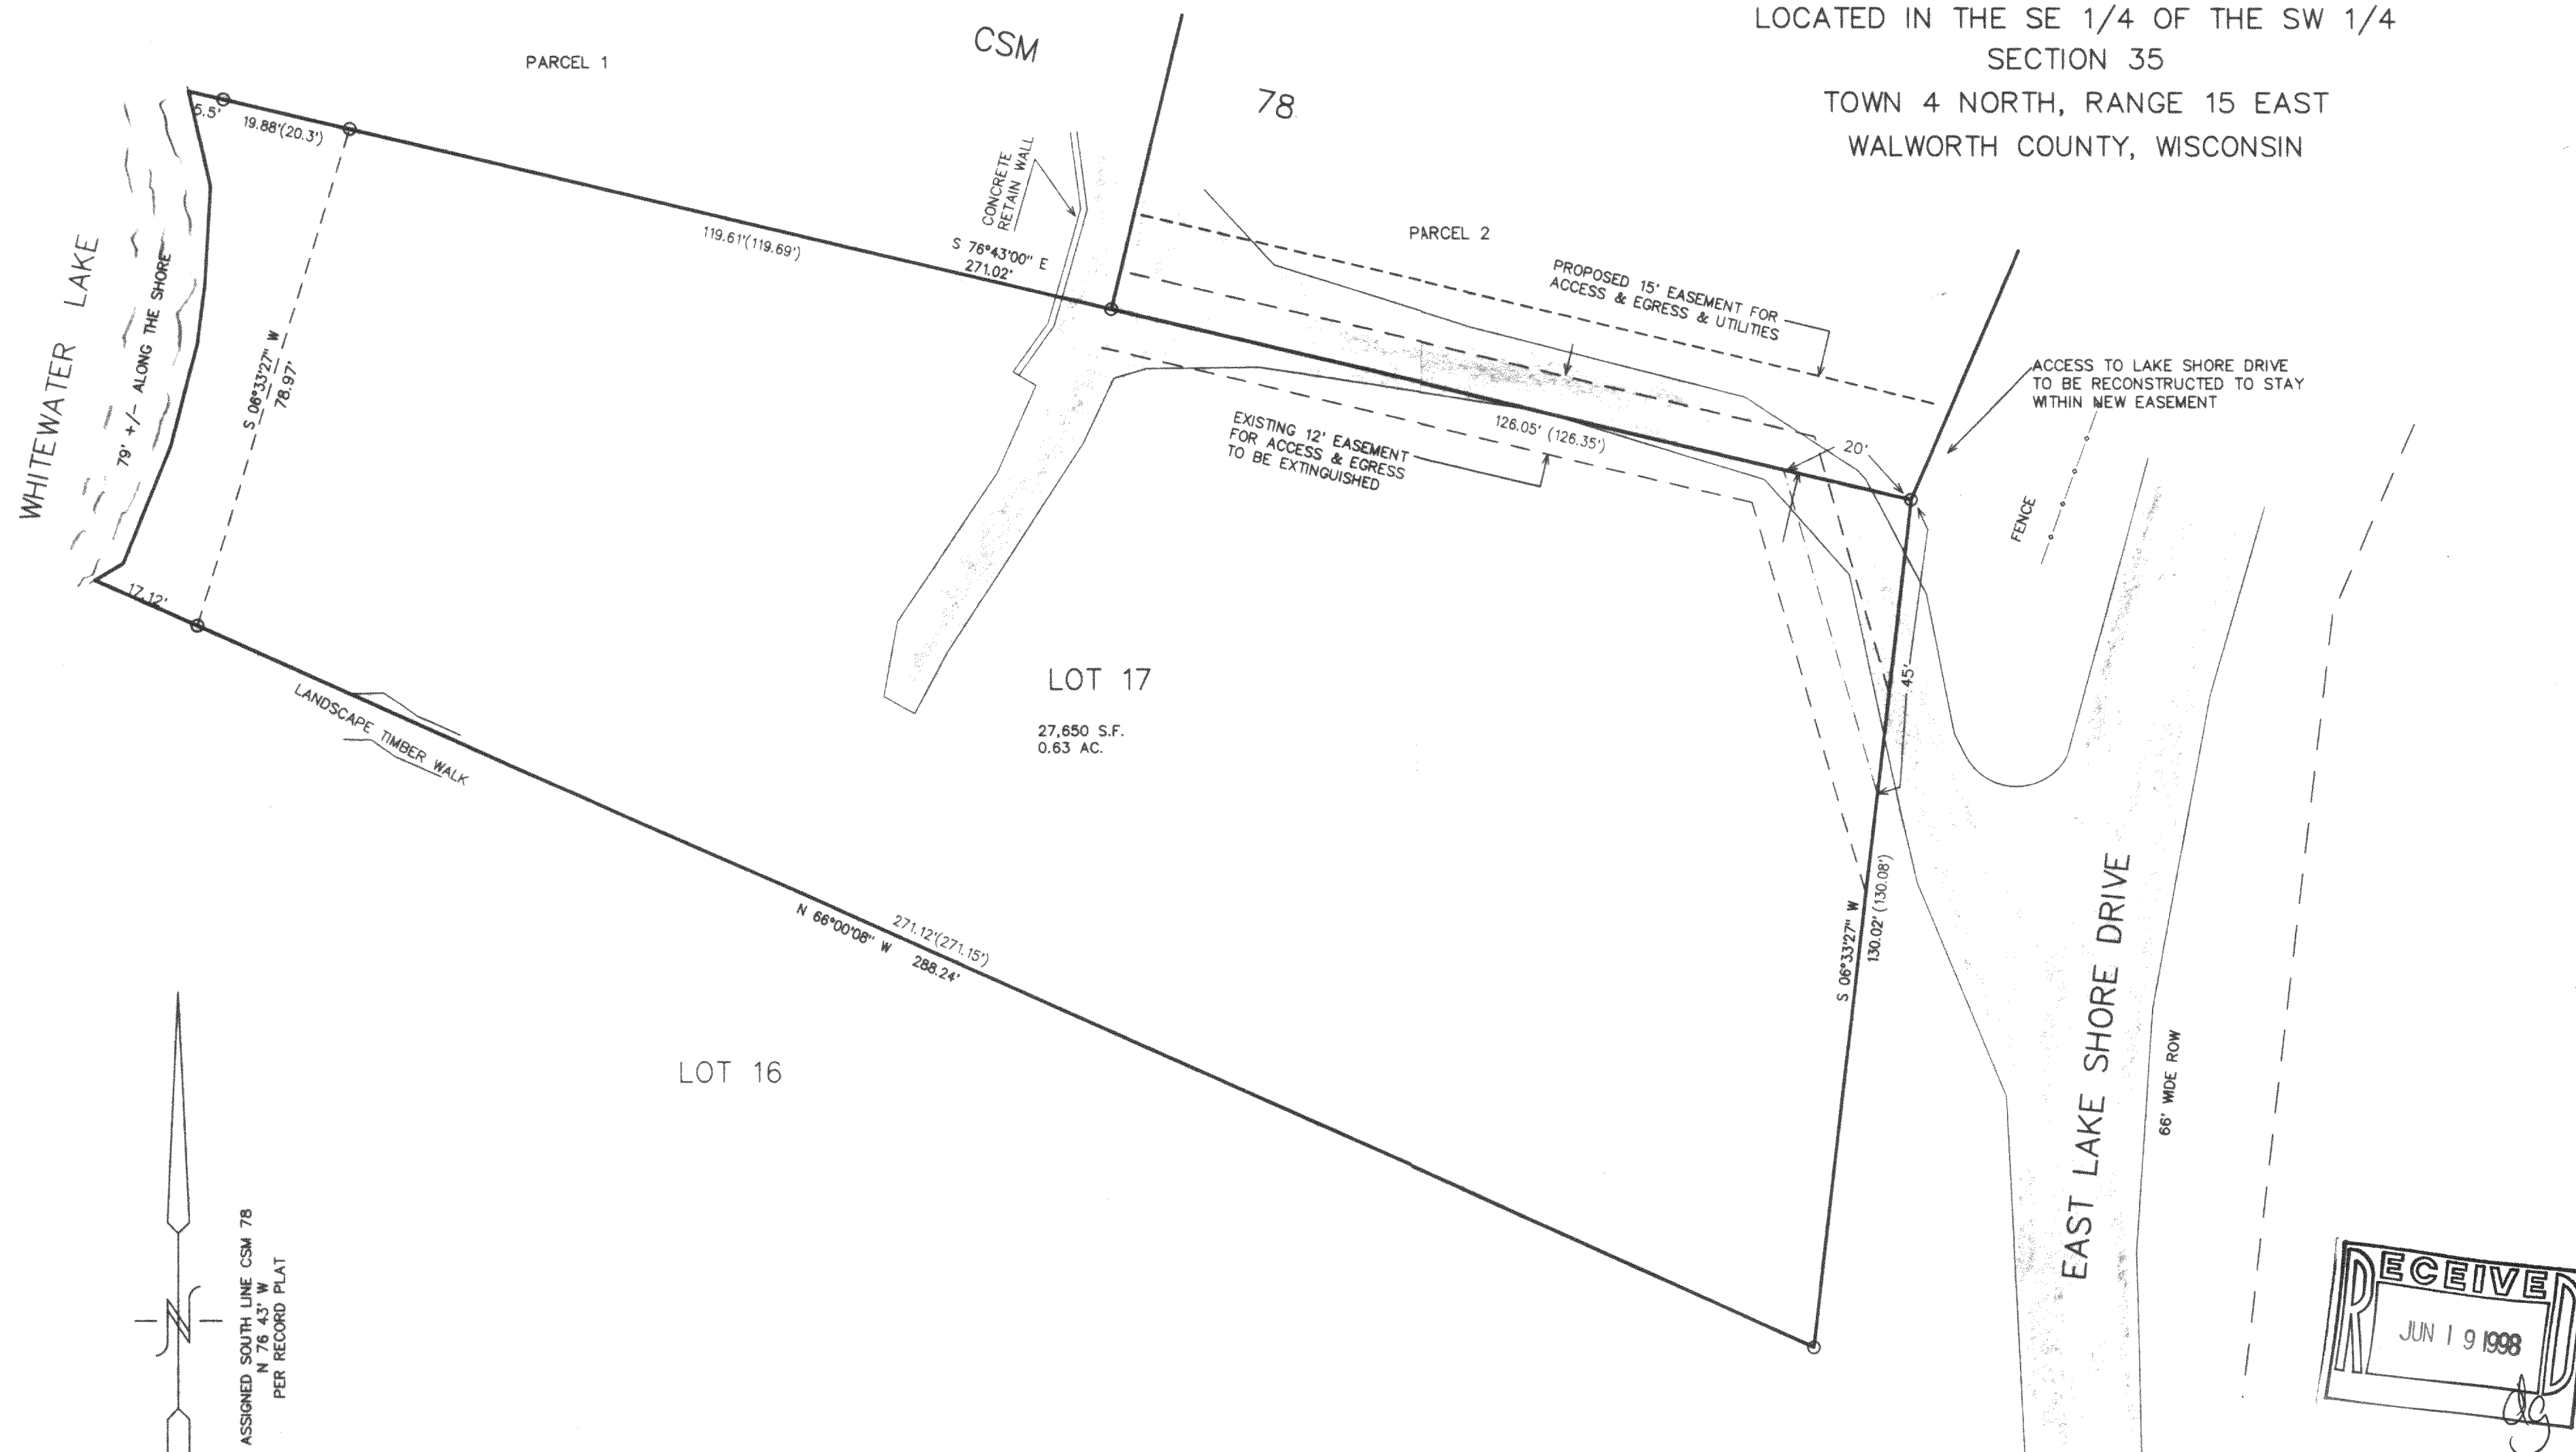 LOCATED IN THE SE 1/4 OF THE SW 1/4
SECTION 35
TOWN 4 NORTH, RANGE 15 EAST
WALWORTH COUNTY, WISCONSIN
CSM
78
PARCEL 1
5.5'
19.88'(20.3')
119.61'(119.69')
CONCRETE
RETAIN WALL
S 76°43'00" E
271.02'
PARCEL 2
PROPOSED 15' EASEMENT FOR
ACCESS & EGRESS & UTILITIES
ACCESS TO LAKE SHORE DRIVE
TO BE RECONSTRUCTED TO STAY
WITHIN NEW EASEMENT
WHITEWATER LAKE
79' +/- ALONG THE SHORE
S 06°33'27" W
78.97'
EXISTING 12' EASEMENT
FOR ACCESS & EGRESS
TO BE EXTINGUISHED
126.05' (126.35')
20'
FENCE
45'
17.12'
LANDSCAPE TIMBER WALK
LOT 17
27,650 S.F.
0.63 AC.
N 66°00'08" W
271.12'(271.15')
288.24'
S 06°33'27" W
130.02' (130.08')
EAST LAKE SHORE DRIVE
66' WIDE ROW
LOT 16
N
ASSIGNED SOUTH LINE CSM 78
N 76 43' W
PER RECORD PLAT
RECEIVED
JUN 19 1998
dg